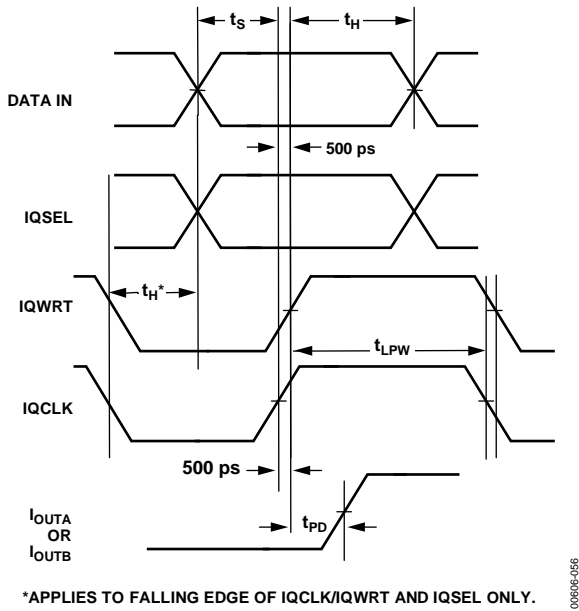 tS
tH
DATA IN
500 ps
IQSEL
tH*
IQWRT
tLPW
IQCLK
500 ps
IOUTA
OR
IOUTB
tPD
*APPLIES TO FALLING EDGE OF IQCLK/IQWRT AND IQSEL ONLY.
00606-056